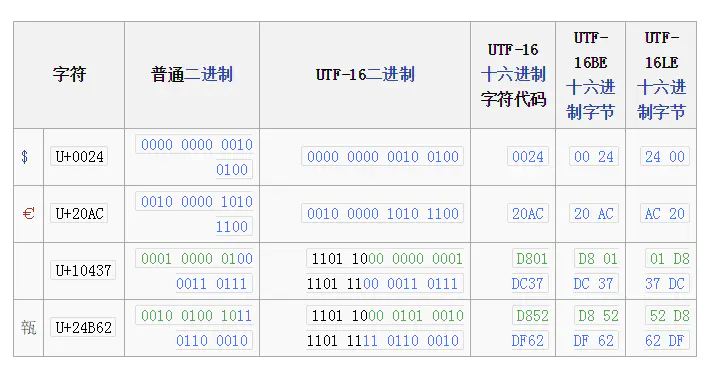 字符 普通二进制 UTF-16二进制 UTF-16 十六进制 字符代码 UTF-16BE 十六进制字节 UTF-16LE 十六进制字节
$ U+0024 0000 0000 0010 0100 0000 0000 0010 0100 0024 00 24 24 00
€ U+20AC 0010 0000 1010 1100 0010 0000 1010 1100 20AC 20 AC AC 20
U+10437 0001 0000 0100 0011 0111 1101 1000 0000 0001 1101 1100 0011 0111 D801 DC37 D8 01 DC 37 01 D8 37 DC
U+24B62 0010 0100 1011 0110 0010 1101 1000 0101 0010 1101 1111 0110 0010 D852 DF62 D8 52 DF 62 52 D8 62 DF